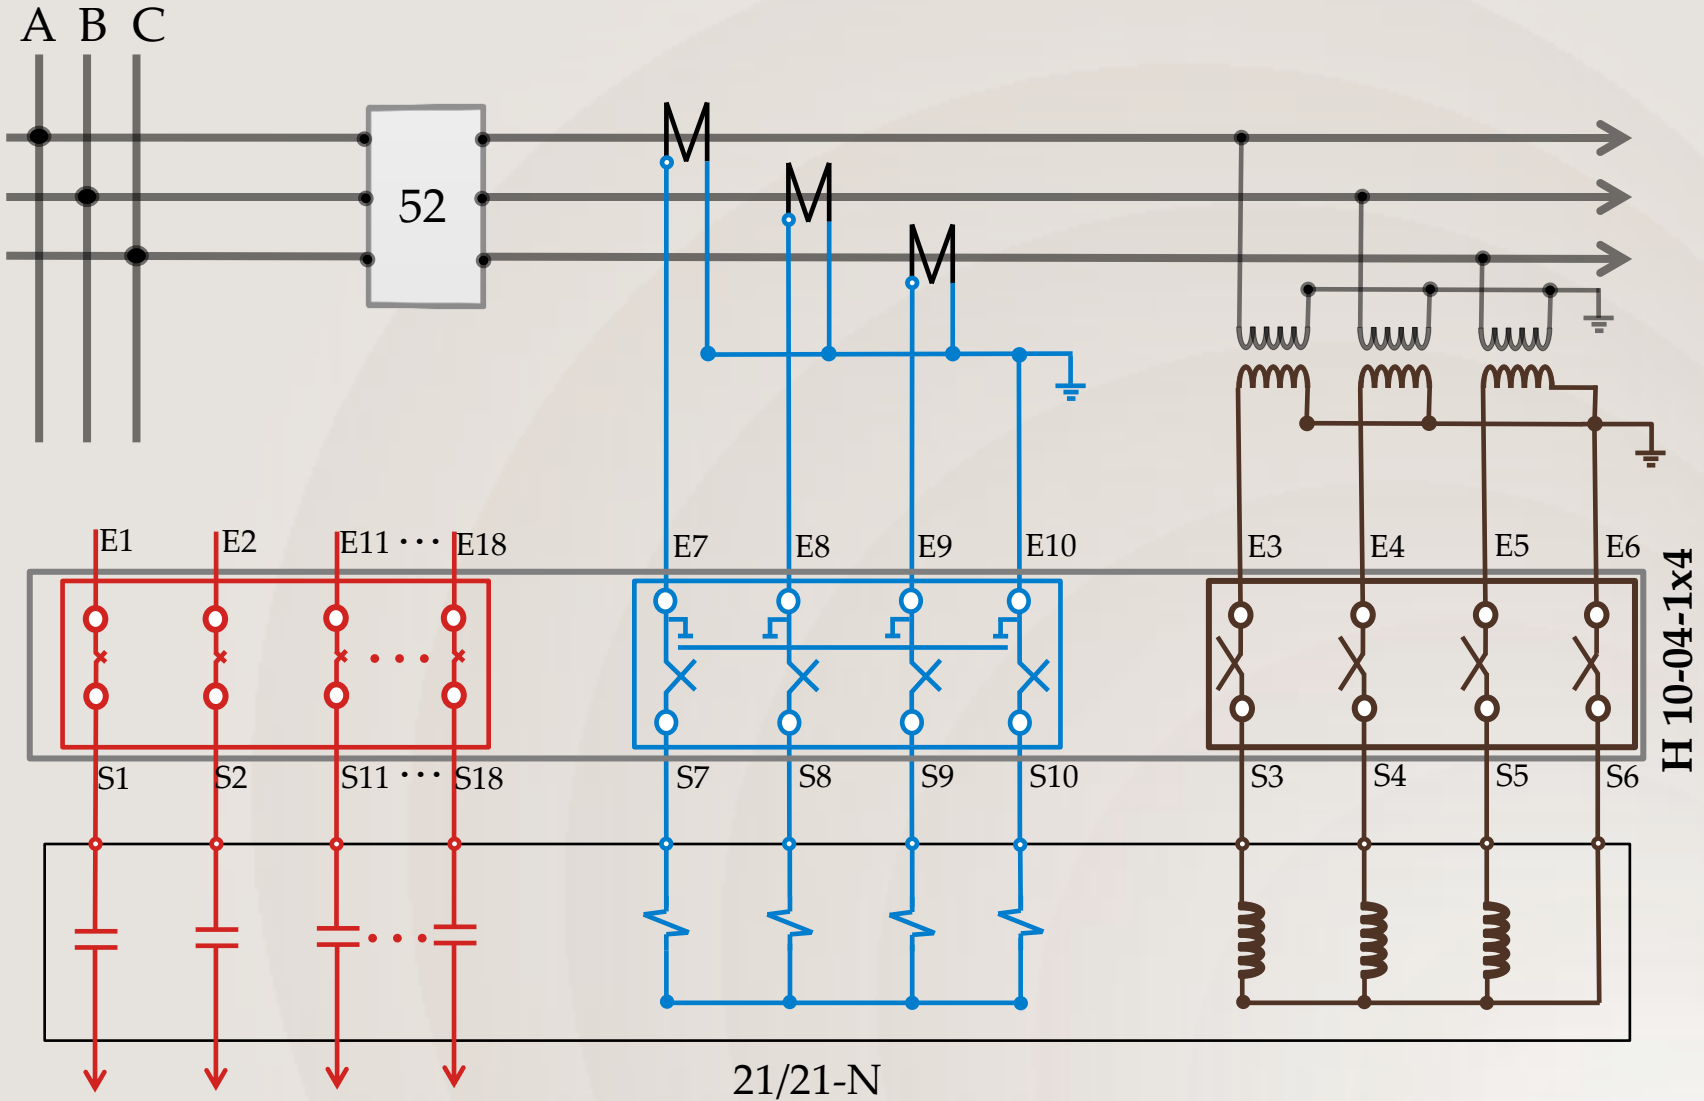 A B C
52
E1 E2 E11 ··· E18 E7 E8 E9 E10 E3 E4 E5 E6
H 10-04-1x4
S1 S2 S11 ··· S18 S7 S8 S9 S10 S3 S4 S5 S6
21/21-N